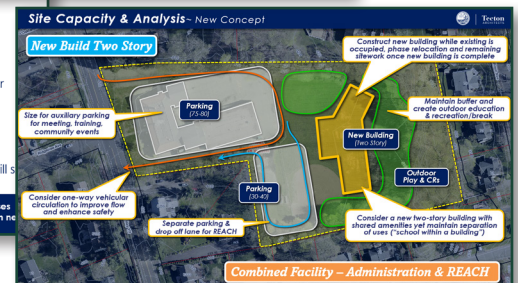 Site Capacity & Analysis~ New Concept
Tecton
ARCHITECTS
New Build Two Story
Construct new building while existing is
occupied, phase relocation and remaining
sitework once new building is complete
Parking
(75-80)
Size for auxiliary parking
for meeting, training,
community events
Maintain buffer and
create outdoor education
& recreation/break
New Building
(Two Story)
Outdoor
Play & CRs
Parking
(30-40)
Consider one-way vehicular
circulation to improve flow
and enhance safety
Separate parking &
drop off lane for REACH
Consider a new two-story building with
shared amenities yet maintain separation
of uses ("school within a building")
Combined Facility – Administration & REACH